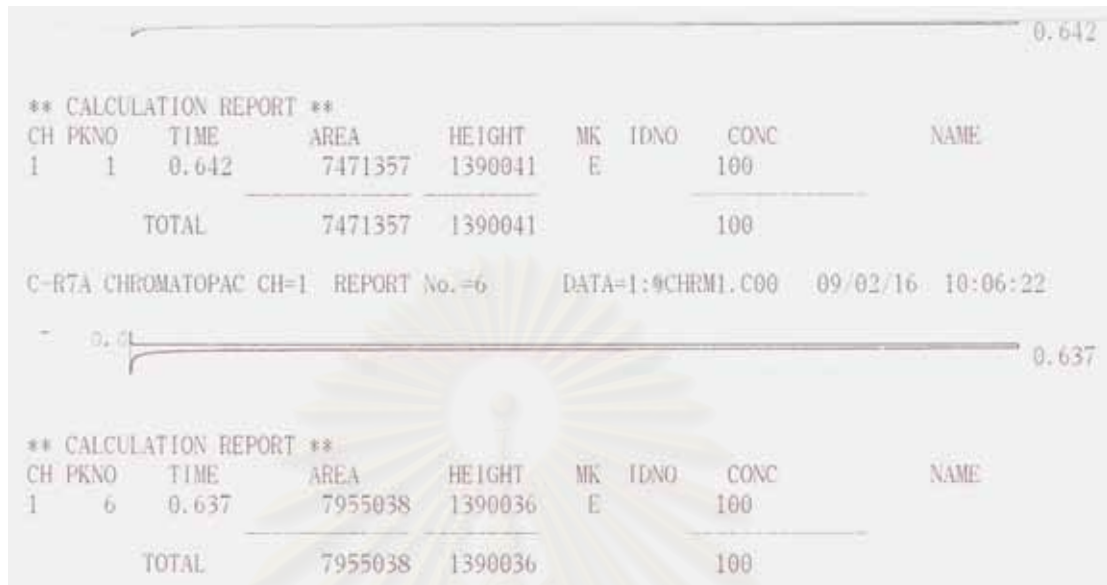 0.642
** CALCULATION REPORT **
CH PKNO TIME AREA HEIGHT MK IDNO CONC NAME
1 1 0.642 7471357 1390041 E 100
TOTAL 7471357 1390041 100
C-R7A CHROMATOPAC CH=1 REPORT No.=6 DATA=1:@CHRM1.C00 09/02/16 10:06:22
0.0
0.637
** CALCULATION REPORT **
CH PKNO TIME AREA HEIGHT MK IDNO CONC NAME
1 6 0.637 7955038 1390036 E 100
TOTAL 7955038 1390036 100